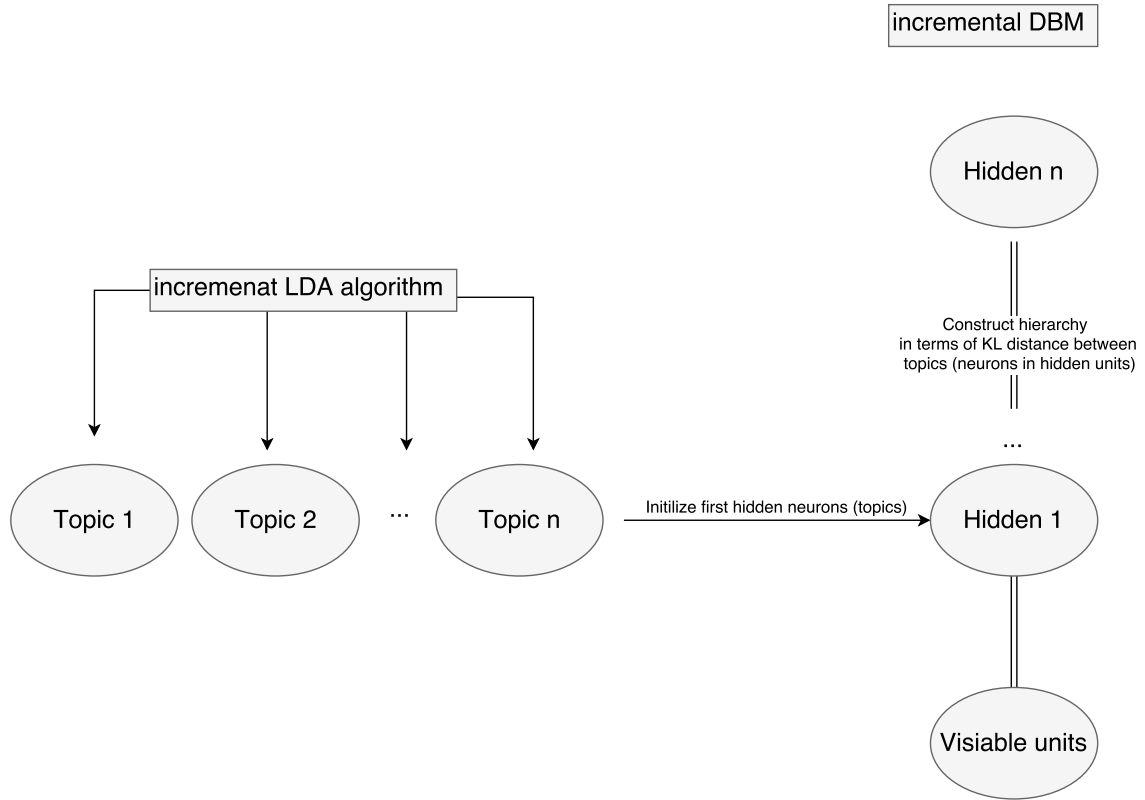 incremental DBM
Hidden n
incremenat LDA algorithm
Construct hierarchy
in terms of KL distance between
topics (neurons in hidden units)
...
Topic 1
Topic 2
...
Topic n
Initilize first hidden neurons (topics)
Hidden 1
Visiable units